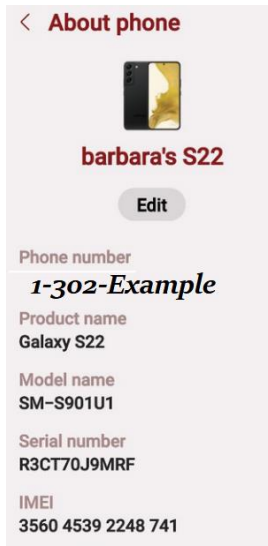 < About phone
barbara's S22
Edit
Phone number
1-302-Example
Product name
Galaxy S22
Model name
SM-S901U1
Serial number
R3CT70J9MRF
IMEI
3560 4539 2248 741